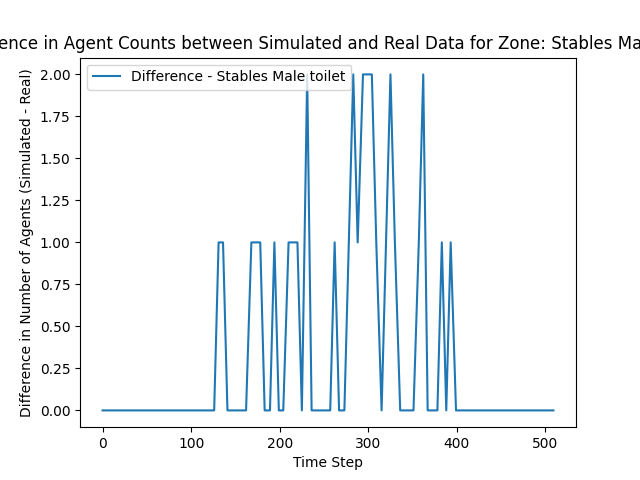 ence in Agent Counts between Simulated and Real Data for Zone: Stables Ma
Difference - Stables Male toilet
Difference in Number of Agents (Simulated - Real)
2.00
1.75
1.50
1.25
1.00
0.75
0.50
0.25
0.00
0 100 200 300 400 500
Time Step